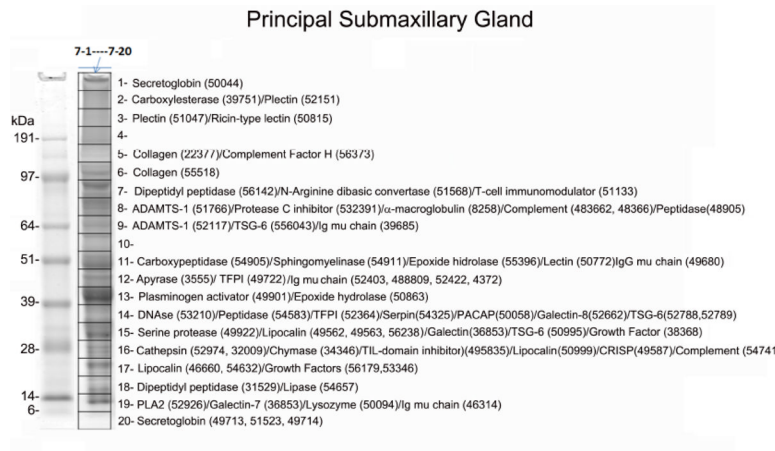 Principal Submaxillary Gland
7-1----7-20
kDa
191-
97-
64-
51-
39-
28-
14-
6-
1- Secretoglobin (50044)
2- Carboxylesterase (39751)/Plectin (52151)
3- Plectin (51047)/Ricin-type lectin (50815)
4-
5- Collagen (22377)/Complement Factor H (56373)
6- Collagen (55518)
7- Dipeptidyl peptidase (56142)/N-Arginine dibasic convertase (51568)/T-cell immunomodulator (51133)
8- ADAMTS-1 (51766)/Protease C inhibitor (532391)/α-macroglobulin (8258)/Complement (483662, 48366)/Peptidase(48905)
9- ADAMTS-1 (52117)/TSG-6 (556043)/Ig mu chain (39685)
10-
11- Carboxypeptidase (54905)/Sphingomyelinase (54911)/Epoxide hidrolase (55396)/Lectin (50772)IgG mu chain (49680)
12- Apyrase (3555)/ TFPI (49722)/Ig mu chain (52403, 488809, 52422, 4372)
13- Plasminogen activator (49901)/Epoxide hydrolase (50863)
14- DNAse (53210)/Peptidase (54583)/TFPI (52364)/Serpin(54325)/PACAP(50058)/Galectin-8(52662)/TSG-6(52788,52789)
15- Serine protease (49922)/Lipocalin (49562, 49563, 56238)/Galectin(36853)/TSG-6 (50995)/Growth Factor (38368)
16- Cathepsin (52974, 32009)/Chymase (34346)/TIL-domain inhibitor)(495835)/Lipocalin(50999)/CRISP(49587)/Complement (54741
17- Lipocalin (46660, 54632)/Growth Factors (56179,53346)
18- Dipeptidyl peptidase (31529)/Lipase (54657)
19- PLA2 (52926)/Galectin-7 (36853)/Lysozyme (50094)/Ig mu chain (46314)
20- Secretoglobin (49713, 51523, 49714)